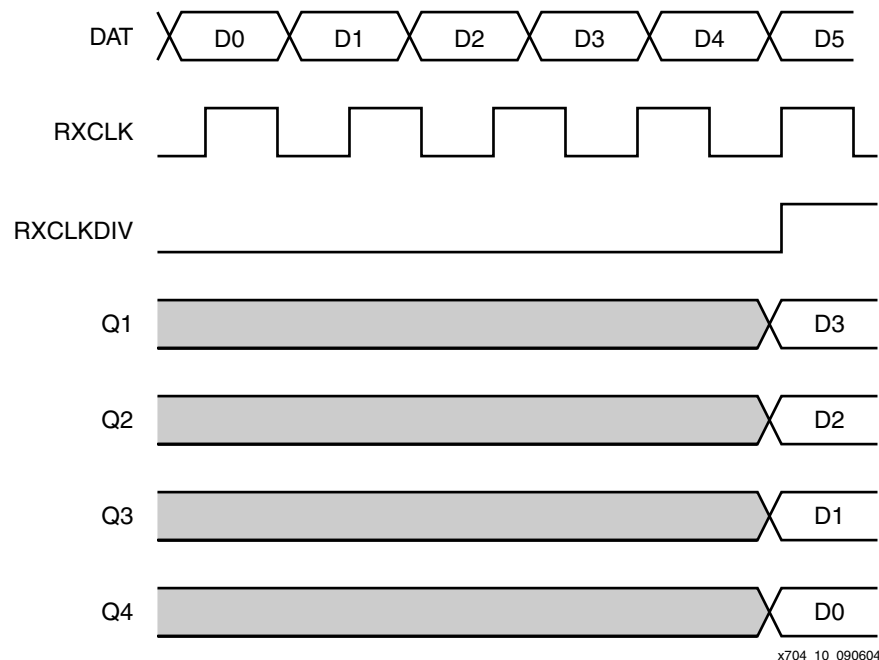 DAT D0 D1 D2 D3 D4 D5
RXCLK
RXCLKDIV
Q1 D3
Q2 D2
Q3 D1
Q4 D0
x704_10_090604